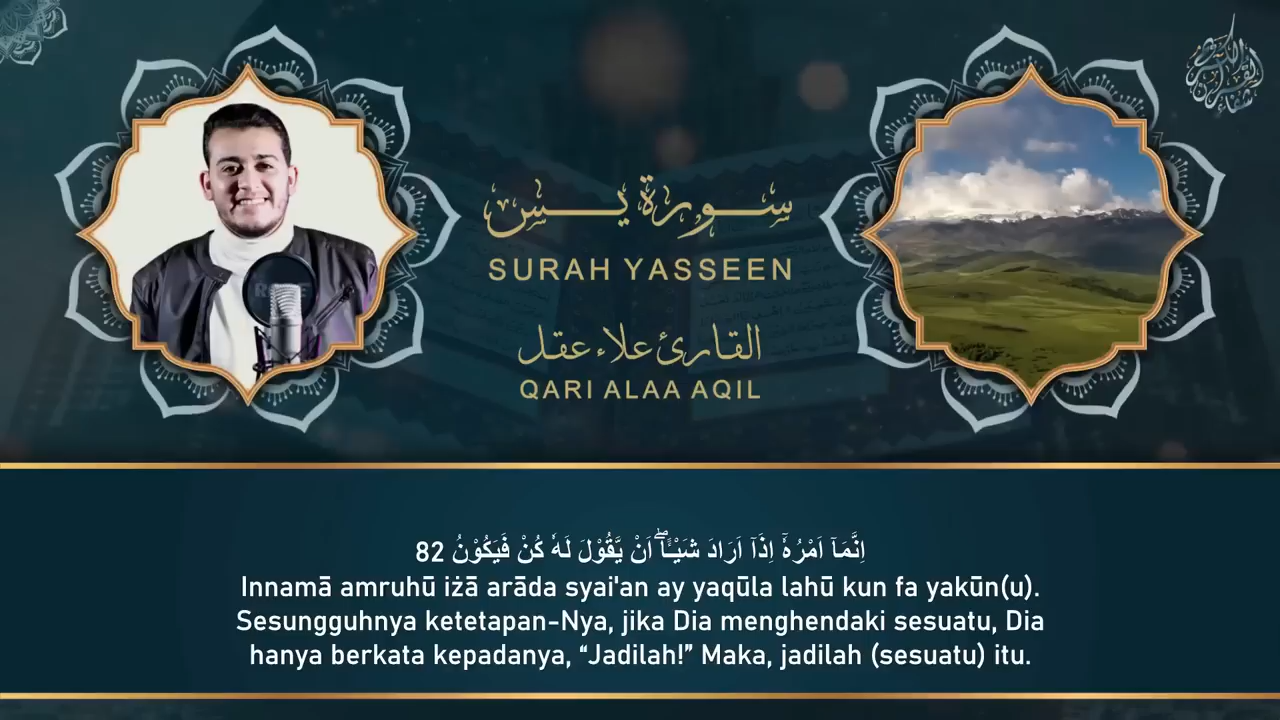 سورة يس
SURAH YASSEEN
القارئ علاء عقل
QARI ALAA AQIL
اِنَّمَآ اَمْرُهٗٓ اِذَآ اَرَادَ شَيْـًٔاۖ اَنْ يَّقُوْلَ لَهٗ كُنْ فَيَكُوْنُ 82
Innamā amruhū iżā arāda syai'an ay yaqūla lahū kun fa yakūn(u).
Sesungguhnya ketetapan-Nya, jika Dia menghendaki sesuatu, Dia
hanya berkata kepadanya, “Jadilah!” Maka, jadilah (sesuatu) itu.